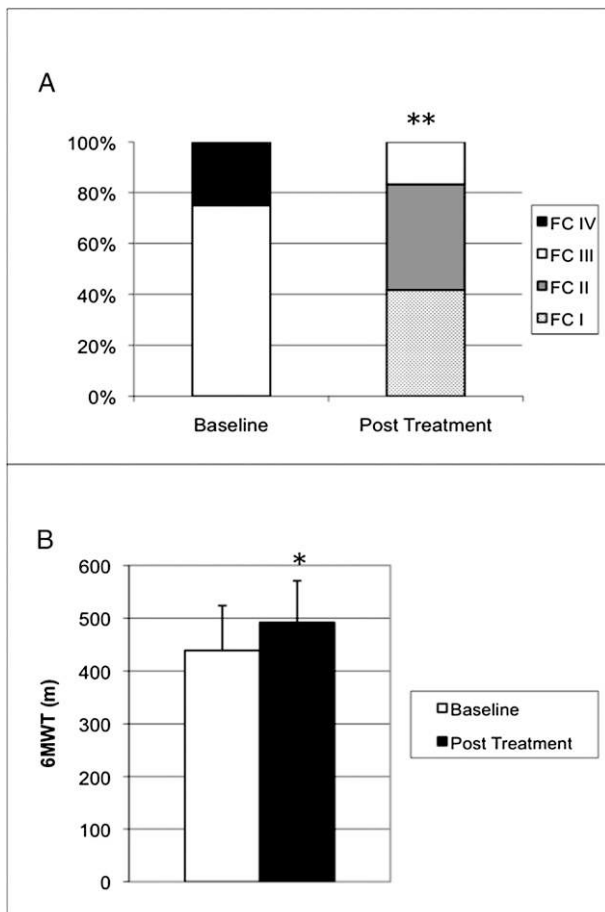 A
**
100%
80%
60%
40%
20%
0%
Baseline
Post Treatment
FC IV
FC III
FC II
FC I
B
*
600
500
400
300
200
100
0
6MWT (m)
Baseline
Post Treatment